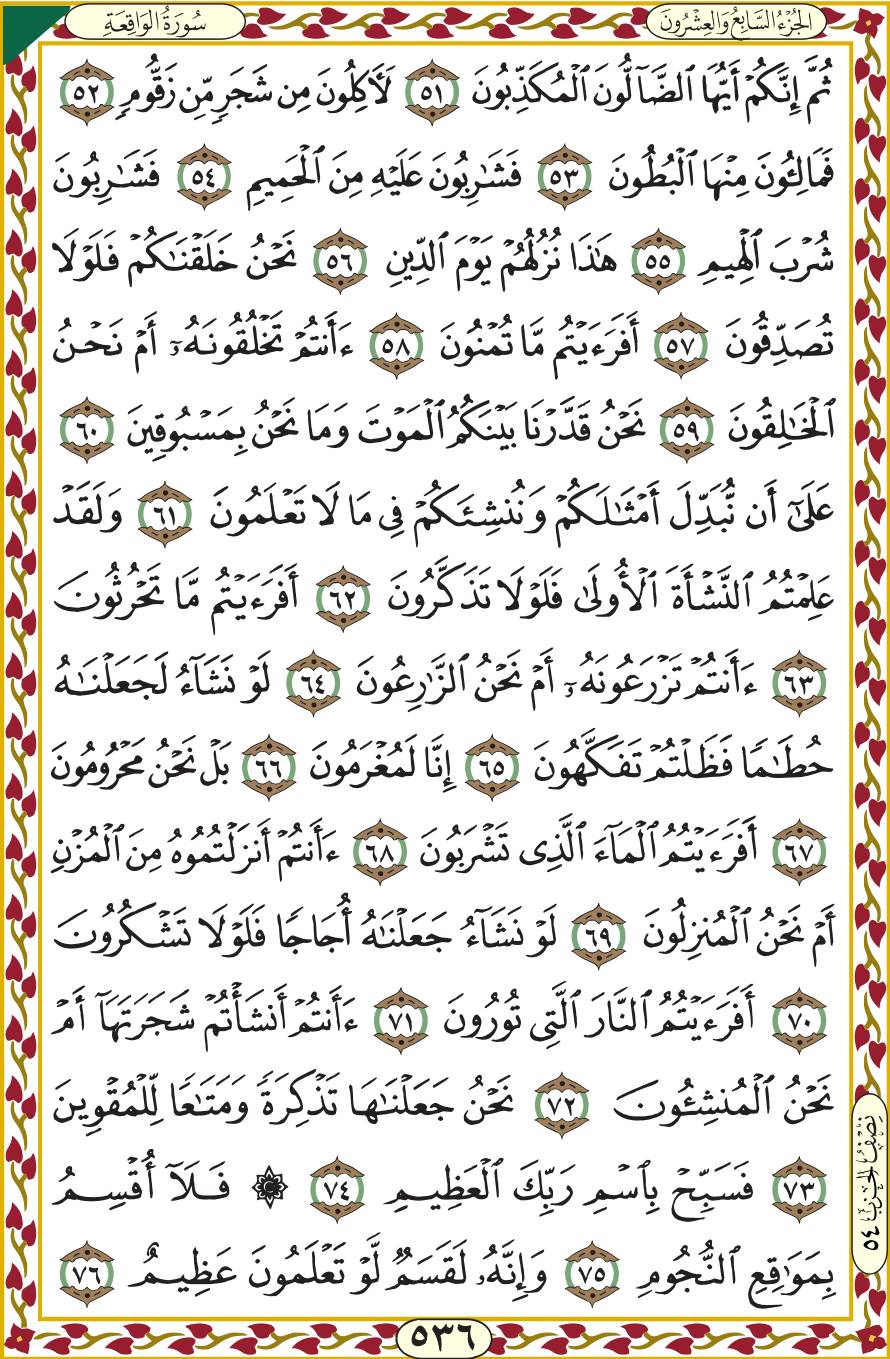 الجُزْءُ السَّابِعُ وَالعِشْرُونَ
سُورَةُ الوَاقِعَةِ
ثُمَّ إِنَّكُمْ أَيُّهَا ٱلضَّآلُّونَ ٱلْمُكَذِّبُونَ ٥١ لَأٓكِلُونَ مِن شَجَرٍ مِّن زَقُّومٍ ٥٢
فَمَالِـُٔونَ مِنْهَا ٱلْبُطُونَ ٥٣ فَشَٰرِبُونَ عَلَيْهِ مِنَ ٱلْحَمِيمِ ٥٤ فَشَٰرِبُونَ
شُرْبَ ٱلْهِيمِ ٥٥ هَٰذَا نُزُلُهُمْ يَوْمَ ٱلدِّينِ ٥٦ نَحْنُ خَلَقْنَٰكُمْ فَلَوْلَا
تُصَدِّقُونَ ٥٧ أَفَرَءَيْتُم مَّا تُمْنُونَ ٥٨ ءَأَنتُمْ تَخْلُقُونَهُۥٓ أَمْ نَحْنُ
ٱلْخَٰلِقُونَ ٥٩ نَحْنُ قَدَّرْنَا بَيْنَكُمُ ٱلْمَوْتَ وَمَا نَحْنُ بِمَسْبُوقِينَ ٦٠
عَلَىٰٓ أَن نُّبَدِّلَ أَمْثَٰلَكُمْ وَنُنشِئَكُمْ فِى مَا لَا تَعْلَمُونَ ٦١ وَلَقَدْ
عَلِمْتُمُ ٱلنَّشْأَةَ ٱلْأُولَىٰ فَلَوْلَا تَذَكَّرُونَ ٦٢ أَفَرَءَيْتُم مَّا تَحْرُثُونَ
٦٣ ءَأَنتُمْ تَزْرَعُونَهُۥٓ أَمْ نَحْنُ ٱلزَّٰرِعُونَ ٦٤ لَوْ نَشَآءُ لَجَعَلْنَٰهُ
حُطَٰمًا فَظَلْتُمْ تَفَكَّهُونَ ٦٥ إِنَّا لَمُغْرَمُونَ ٦٦ بَلْ نَحْنُ مَحْرُومُونَ
٦٧ أَفَرَءَيْتُمُ ٱلْمَآءَ ٱلَّذِى تَشْرَبُونَ ٦٨ ءَأَنتُمْ أَنزَلْتُمُوهُ مِنَ ٱلْمُزْنِ
أَمْ نَحْنُ ٱلْمُنزِلُونَ ٦٩ لَوْ نَشَآءُ جَعَلْنَٰهُ أُجَاجًا فَلَوْلَا تَشْكُرُونَ
٧٠ أَفَرَءَيْتُمُ ٱلنَّارَ ٱلَّتِى تُورُونَ ٧١ ءَأَنتُمْ أَنشَأْتُمْ شَجَرَتَهَآ أَمْ
نَحْنُ ٱلْمُنشِـُٔونَ ٧٢ نَحْنُ جَعَلْنَٰهَا تَذْكِرَةً وَمَتَٰعًا لِّلْمُقْوِينَ
٧٣ فَسَبِّحْ بِٱسْمِ رَبِّكَ ٱلْعَظِيمِ ٧٤ ۞ فَلَآ أُقْسِمُ
بِمَوَٰقِعِ ٱلنُّجُومِ ٧٥ وَإِنَّهُۥ لَقَسَمٌ لَّوْ تَعْلَمُونَ عَظِيمٌ ٧٦
نِصْفُ الحِزْبِ ٥٤
٥٣٦